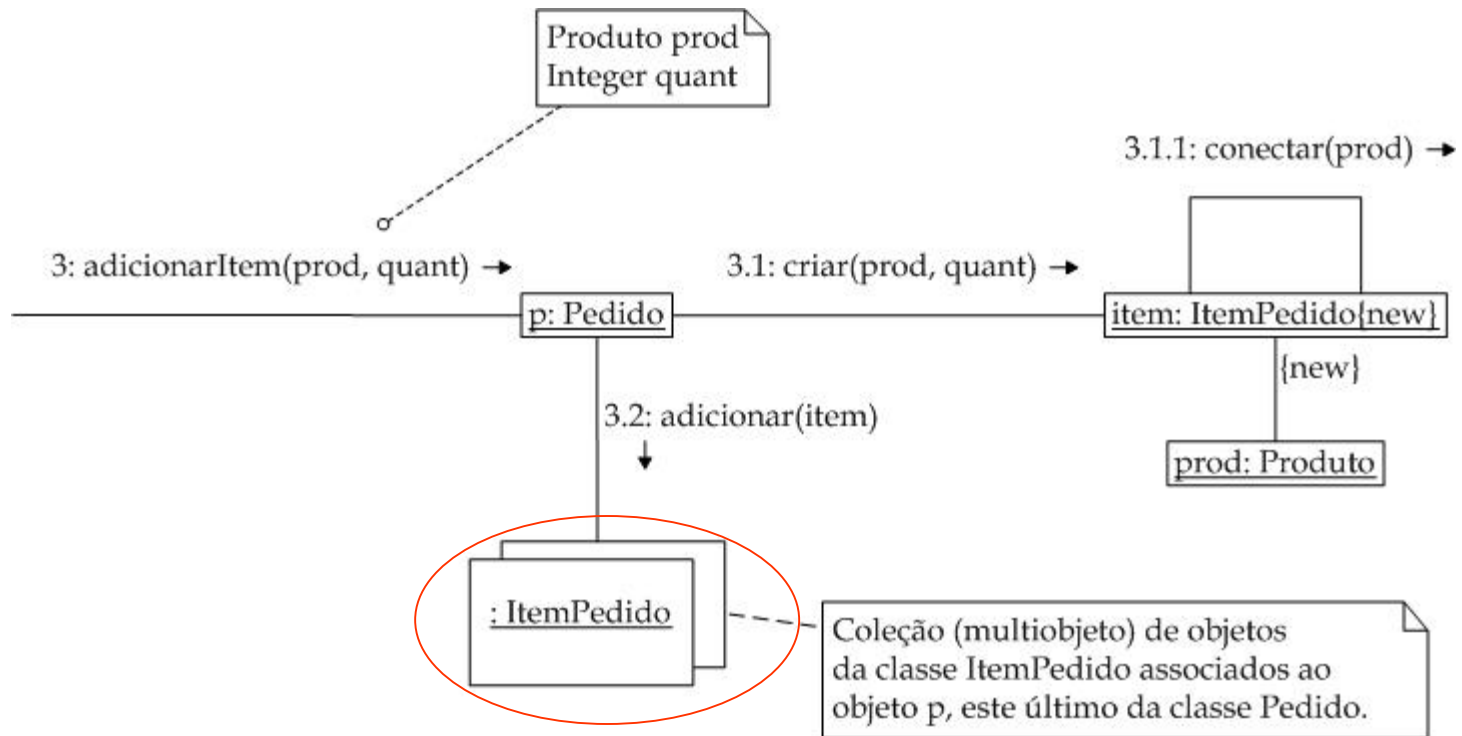 Produto prod
Integer quant
3.1.1: conectar(prod)
3: adicionarItem(prod, quant)
3.1: criar(prod, quant)
p: Pedido
item: ItemPedido{new}
{new}
3.2: adicionar(item)
prod: Produto
: ItemPedido
Coleção (multiobjeto) de objetos
da classe ItemPedido associados ao
objeto p, este último da classe Pedido.